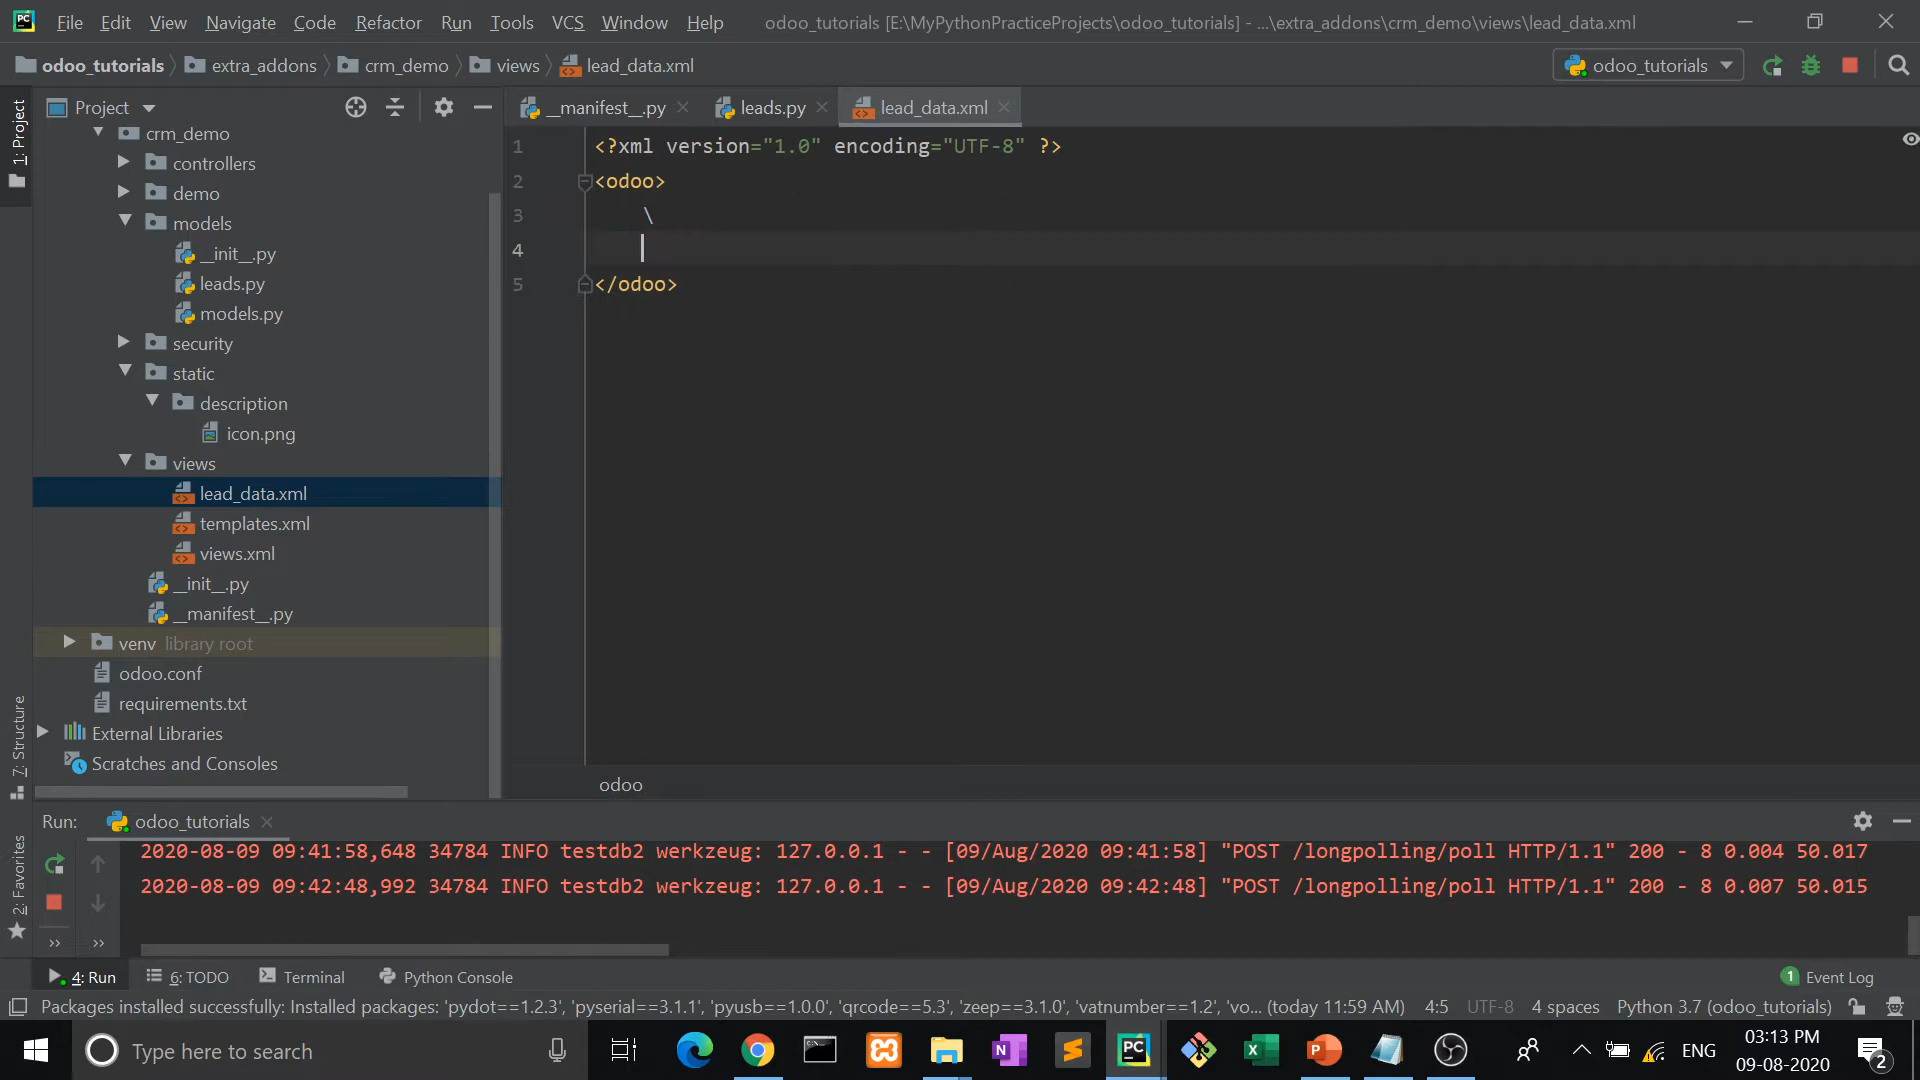 File Edit View Navigate Code Refactor Run Tools VCS Window Help odoo_tutorials [E:\MyPythonPracticeProjects\odoo_tutorials] - ...\extra_addons\crm_demo\views\lead_data.xml
odoo_tutorials extra_addons crm_demo views lead_data.xml odoo_tutorials
Project __manifest__.py leads.py lead_data.xml
1: Project
crm_demo
controllers
demo
models
__init__.py
leads.py
models.py
security
static
description
icon.png
views
lead_data.xml
templates.xml
views.xml
__init__.py
__manifest__.py
venv library root
odoo.conf
requirements.txt
External Libraries
Scratches and Consoles
7: Structure
2: Favorites
1 <?xml version="1.0" encoding="UTF-8" ?>
2 <odoo>
3 \
4
5 </odoo>
odoo
Run: odoo_tutorials
2020-08-09 09:41:58,648 34784 INFO testdb2 werkzeug: 127.0.0.1 - - [09/Aug/2020 09:41:58] "POST /longpolling/poll HTTP/1.1" 200 - 8 0.004 50.017
2020-08-09 09:42:48,992 34784 INFO testdb2 werkzeug: 127.0.0.1 - - [09/Aug/2020 09:42:48] "POST /longpolling/poll HTTP/1.1" 200 - 8 0.007 50.015
4: Run 6: TODO Terminal Python Console 1 Event Log
Packages installed successfully: Installed packages: 'pydot==1.2.3', 'pyserial==3.1.1', 'pyusb==1.0.0', 'qrcode==5.3', 'zeep==3.1.0', 'vatnumber==1.2', 'vo... (today 11:59 AM) 4:5 UTF-8 4 spaces Python 3.7 (odoo_tutorials)
Type here to search ENG 03:13 PM
09-08-2020 2